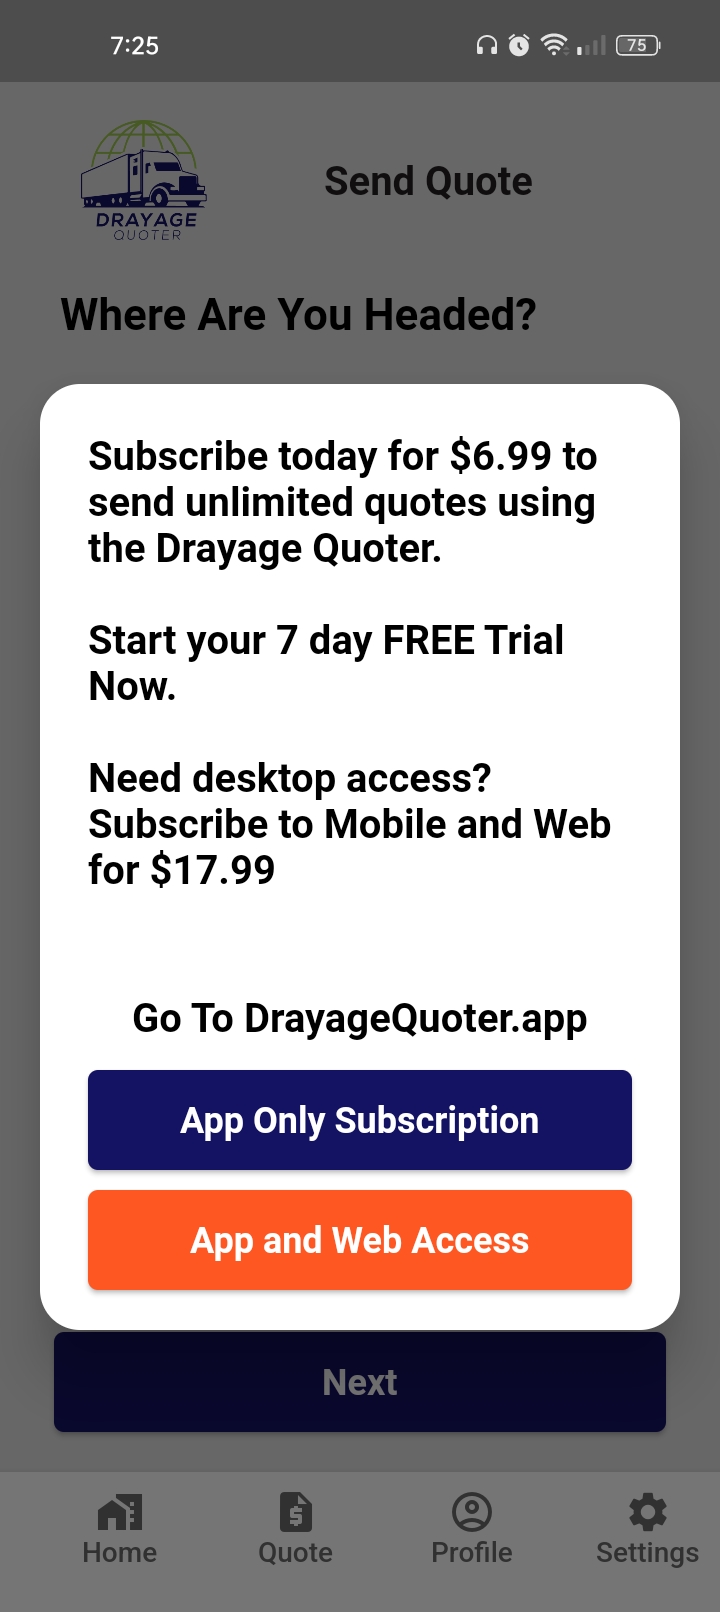 7:25
75
DRAYAGE
QUOTER
Send Quote
Where Are You Headed?
Subscribe today for $6.99 to
send unlimited quotes using
the Drayage Quoter.
Start your 7 day FREE Trial
Now.
Need desktop access?
Subscribe to Mobile and Web
for $17.99
Go To DrayageQuoter.app
App Only Subscription
App and Web Access
Next
Home
Quote
Profile
Settings